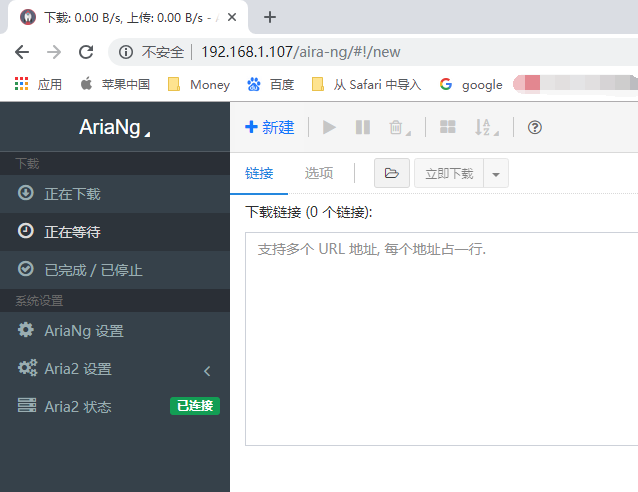 下载: 0.00 B/s, 上传: 0.00 B/s -
不安全 192.168.1.107/aira-ng/#!/new
应用 苹果中国 Money 百度 从 Safari 中导入 google
AriaNg
新建
下载
正在下载
正在等待
已完成 / 已停止
系统设置
AriaNg 设置
Aria2 设置
Aria2 状态 已连接
链接 选项 立即下载
下载链接 (0 个链接):
支持多个 URL 地址, 每个地址占一行.